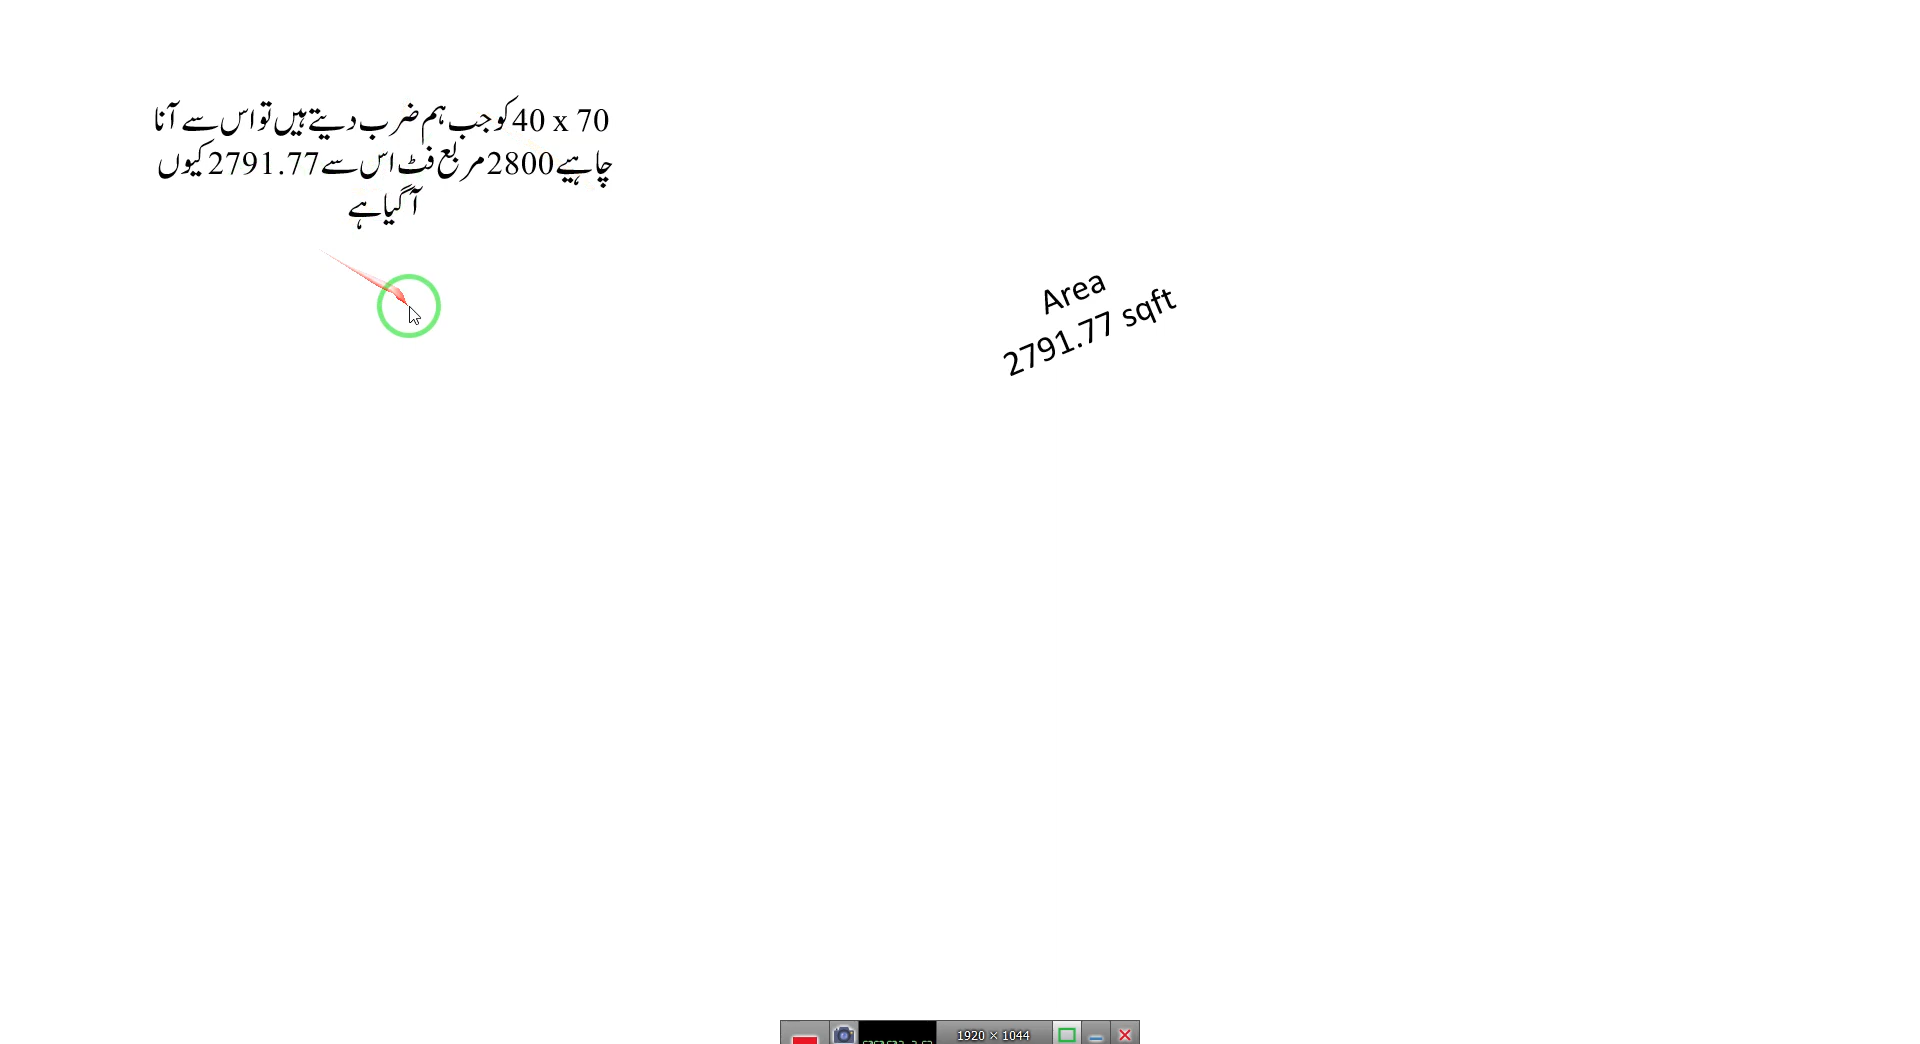 40 x 70 کو جب ہم ضرب دیتے ہیں تو اس سے آنا
چاہیے 2800 مربع فٹ اس سے 2791.77 کیوں
آ گیا ہے
Area
2791.77 sqft
1920 × 1044